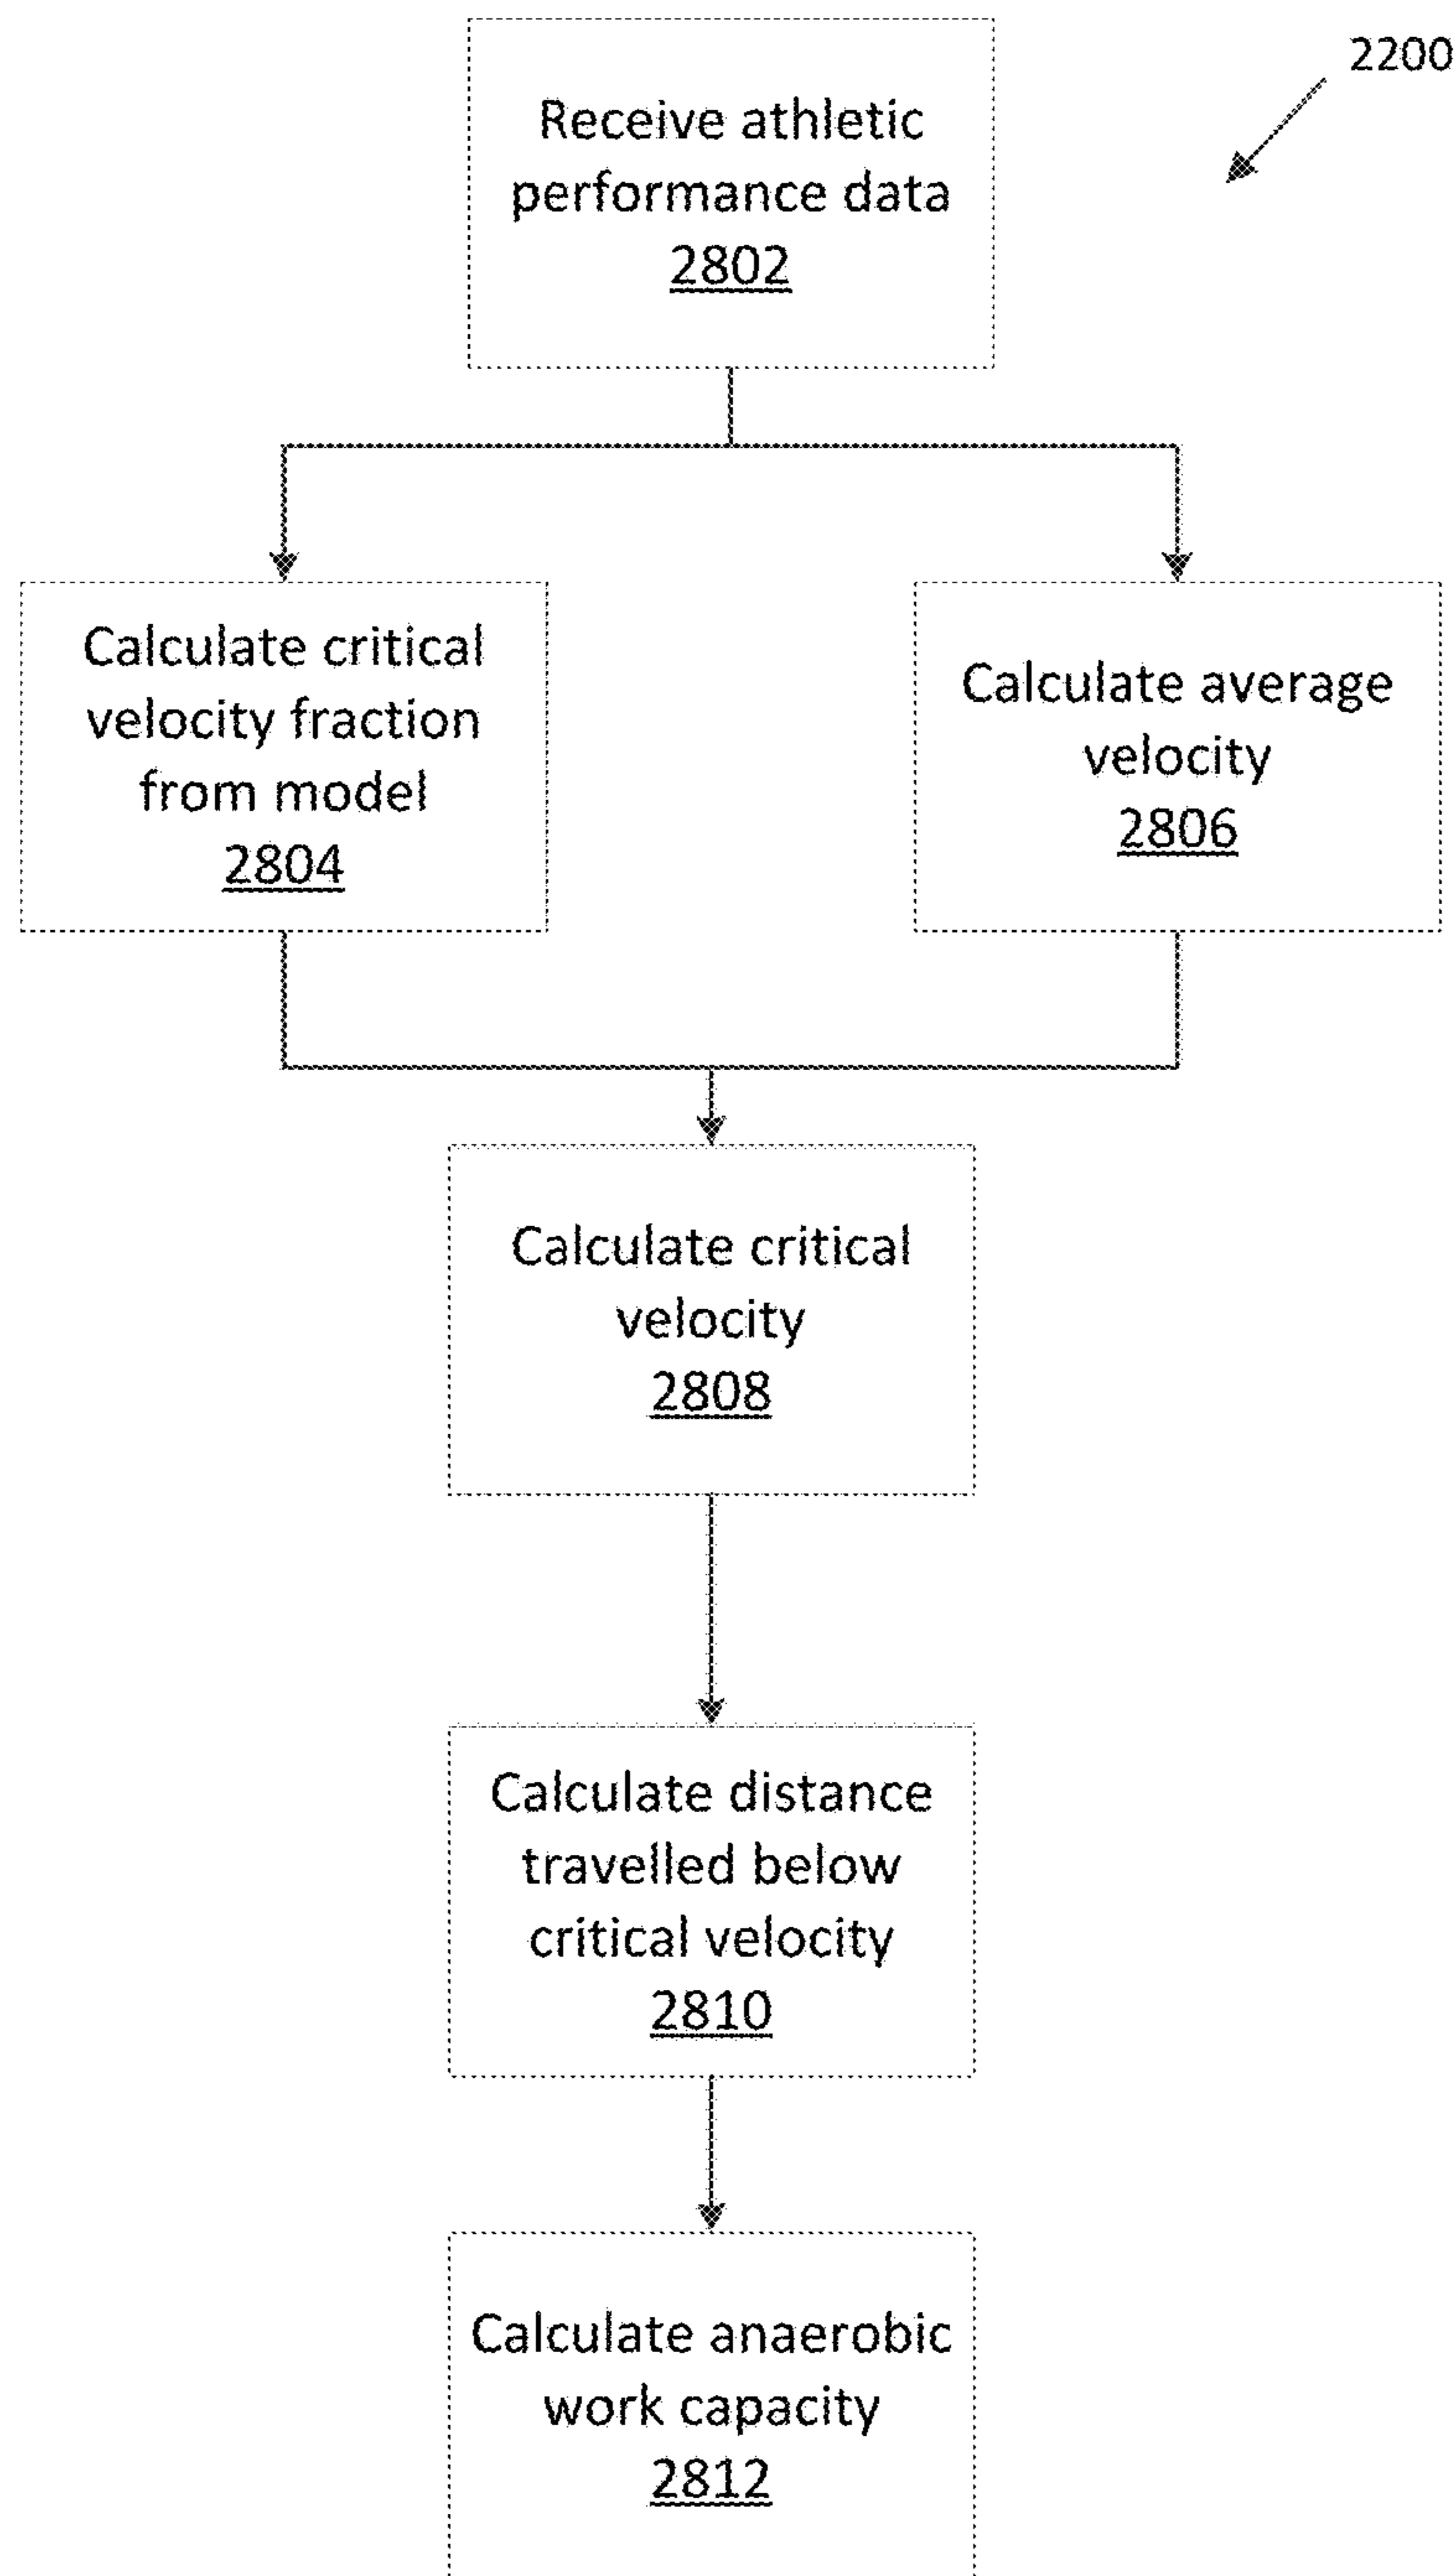 2200
Receive athletic
performance data
2802
Calculate critical
velocity fraction
from model
2804
Calculate average
velocity
2806
Calculate critical
velocity
2808
Calculate distance
travelled below
critical velocity
2810
Calculate anaerobic
work capacity
2812